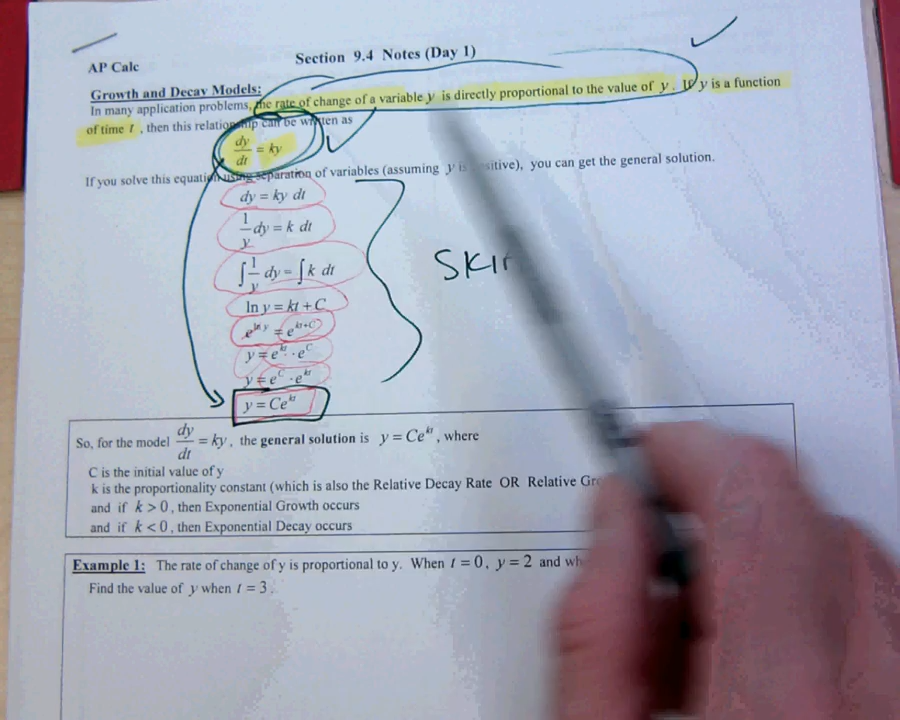 AP Calc
Section 9.4 Notes (Day 1)
Growth and Decay Models:
In many application problems, the rate of change of a variable y is directly proportional to the value of y. If y is a function
of time t, then this relationship can be written as
dy/dt = ky
If you solve this equation using separation of variables (assuming y is), you can get the general solution.
dy = ky dt
1/y dy = k dt
∫ 1/y dy = ∫ k dt
ln y = kt + C
e^(ln y) = e^(kt+C)
y = e^(kt) · e^C
y = e^C · e^(kt)
y = Ce^(kt)
So, for the model dy/dt = ky, the general solution is y = Ce^(kt), where
C is the initial value of y
k is the proportionality constant (which is also the Relative Decay Rate OR Relative
and if k > 0, then Exponential Growth occurs
and if k < 0, then Exponential Decay occurs
Example 1: The rate of change of y is proportional to y. When t = 0, y = 2 and
Find the value of y when t = 3.